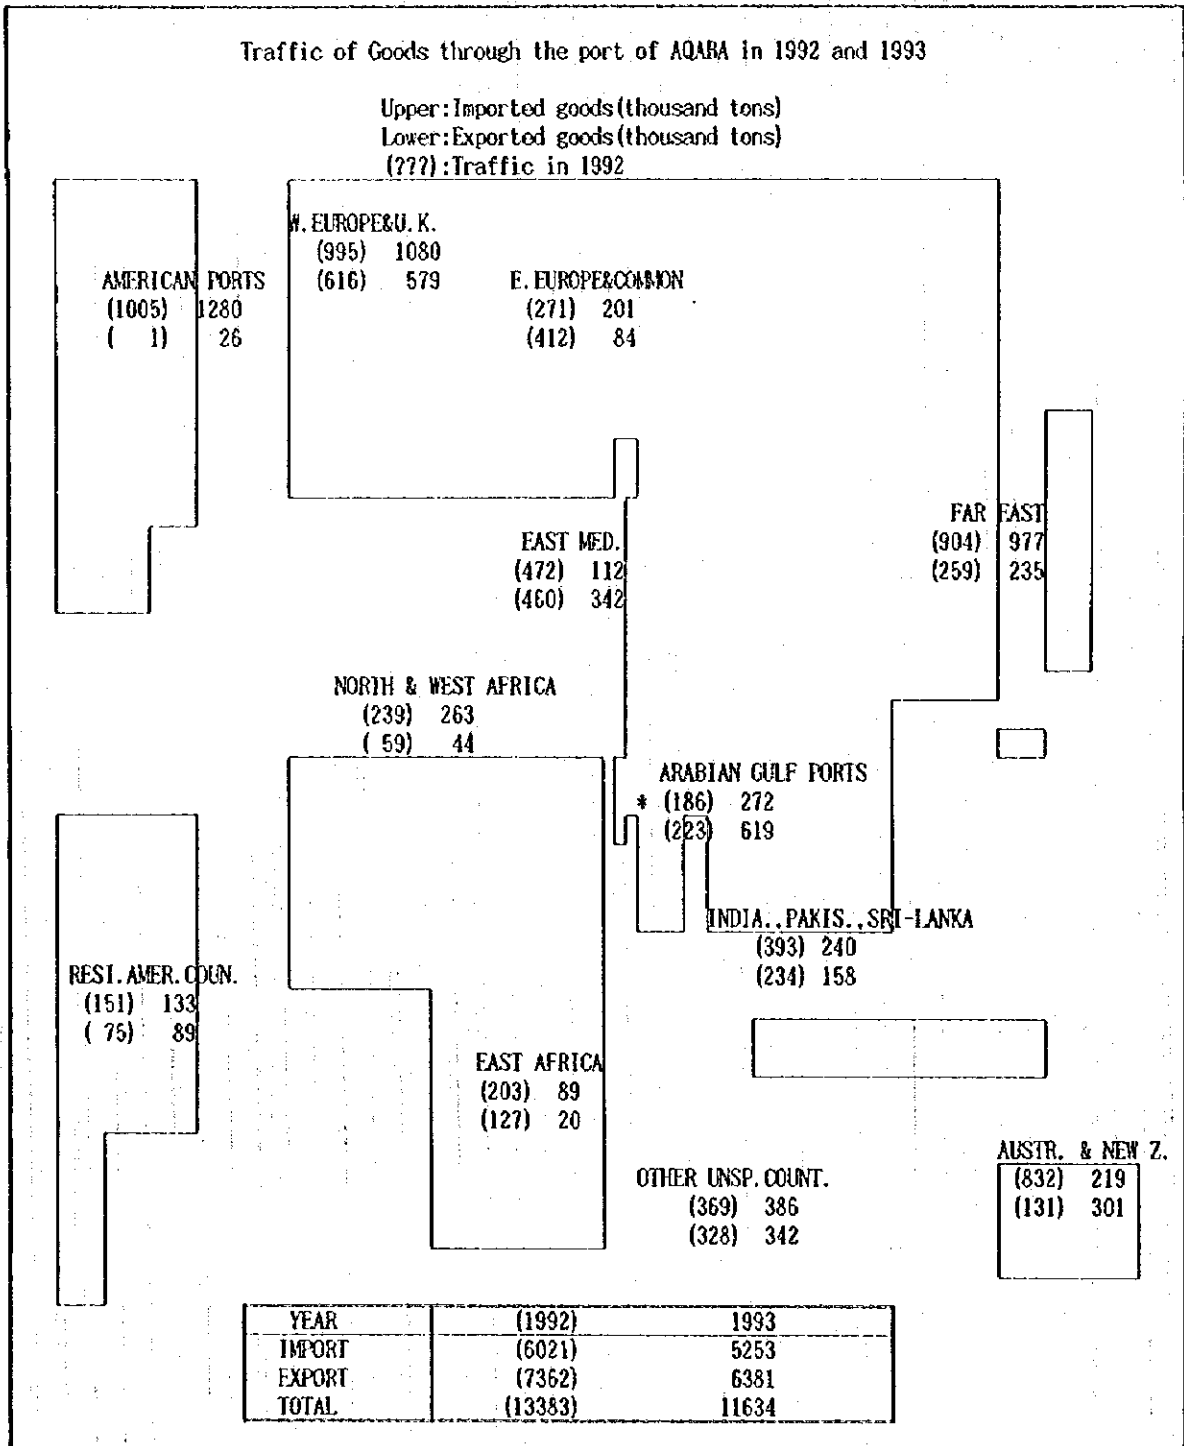 Traffic of Goods through the port of AQABA in 1992 and 1993
Upper:Imported goods(thousand tons)
Lower:Exported goods(thousand tons)
(???):Traffic in 1992
W.EUROPE&U.K.
(995) 1080
(616) 579
AMERICAN PORTS
(1005) 1280
( 1) 26
E.EUROPE&COMMON
(271) 201
(412) 84
FAR EAST
(904) 977
(259) 235
EAST MED.
(472) 112
(460) 342
NORTH & WEST AFRICA
(239) 263
( 59) 44
ARABIAN GULF PORTS
* (186) 272
(223) 619
INDIA.,PAKIS.,SRI-LANKA
(393) 240
(234) 158
REST.AMER.COUN.
(151) 133
( 75) 89
EAST AFRICA
(203) 89
(127) 20
OTHER UNSP.COUNT.
(369) 386
(328) 342
AUSTR. & NEW Z.
(832) 219
(131) 301
YEAR (1992) 1993
IMPORT (6021) 5253
EXPORT (7362) 6381
TOTAL (13383) 11634